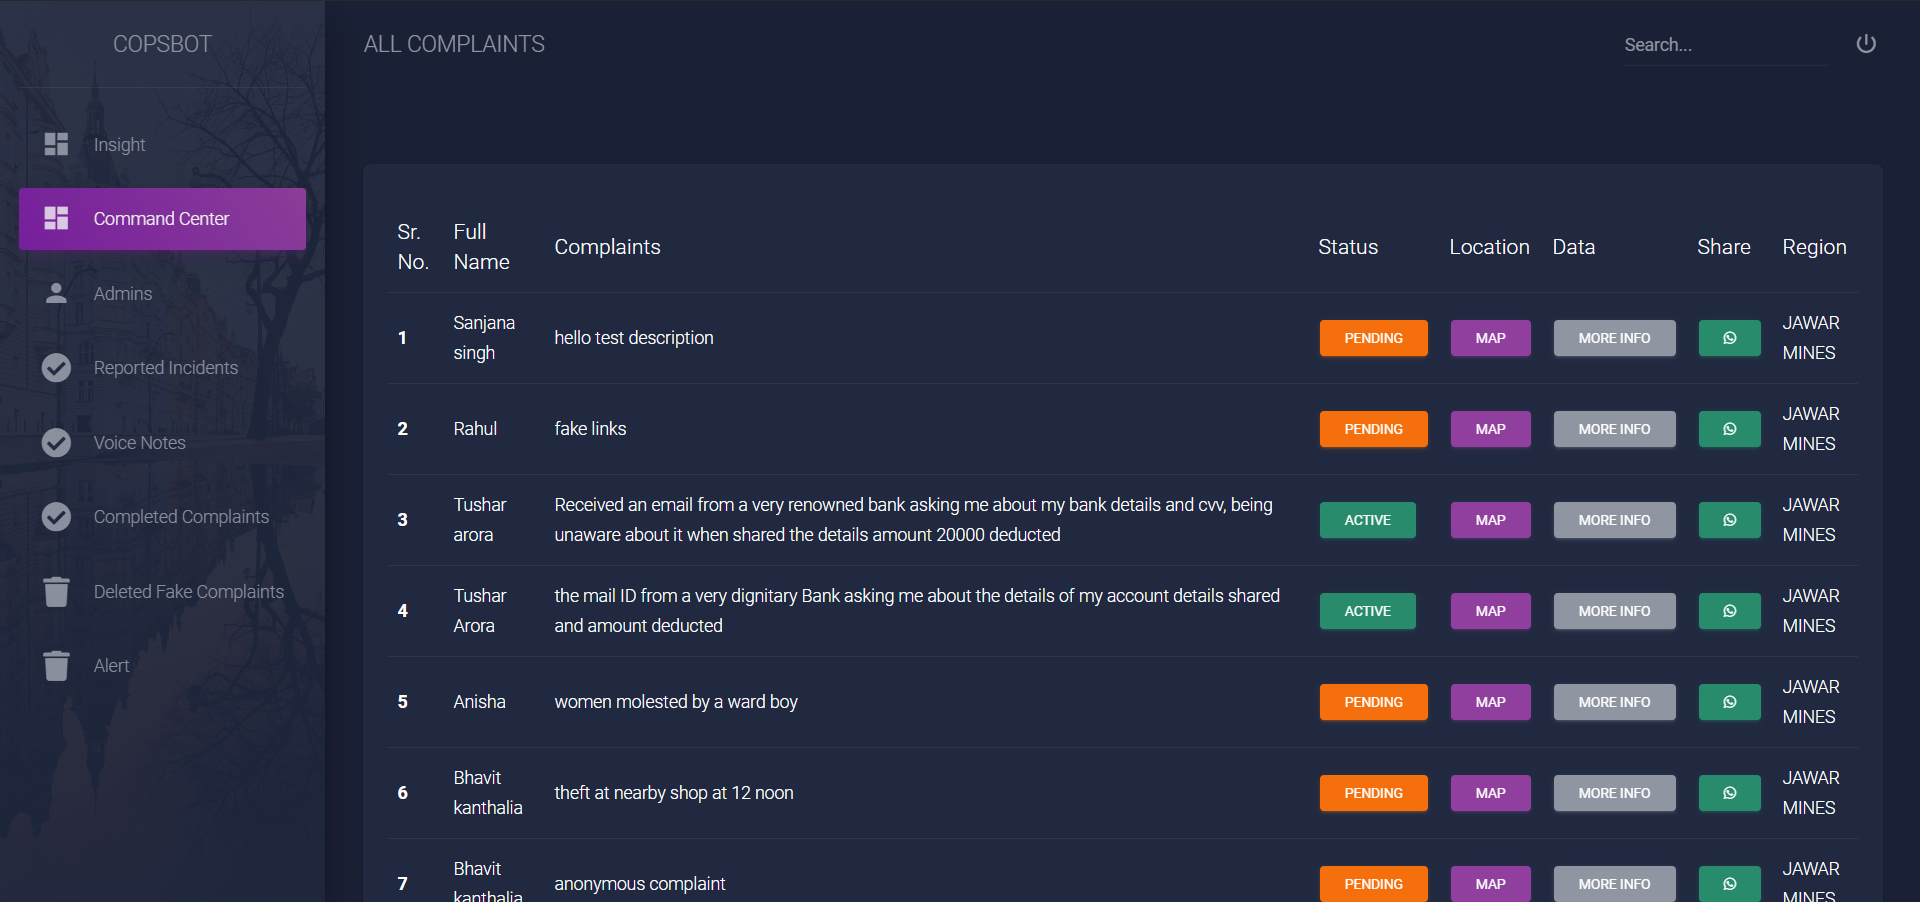 COPSBOT
ALL COMPLAINTS
Search...
Insight
Command Center
Admins
Reported Incidents
Voice Notes
Completed Complaints
Deleted Fake Complaints
Alert
Sr. No. Full Name Complaints Status Location Data Share Region
1 Sanjana singh hello test description PENDING MAP MORE INFO JAWAR MINES
2 Rahul fake links PENDING MAP MORE INFO JAWAR MINES
3 Tushar arora Received an email from a very renowned bank asking me about my bank details and cvv, being
unaware about it when shared the details amount 20000 deducted ACTIVE MAP MORE INFO JAWAR MINES
4 Tushar Arora the mail ID from a very dignitary Bank asking me about the details of my account details shared
and amount deducted ACTIVE MAP MORE INFO JAWAR MINES
5 Anisha women molested by a ward boy PENDING MAP MORE INFO JAWAR MINES
6 Bhavit kanthalia theft at nearby shop at 12 noon PENDING MAP MORE INFO JAWAR MINES
7 Bhavit kanthalia anonymous complaint PENDING MAP MORE INFO JAWAR MINES